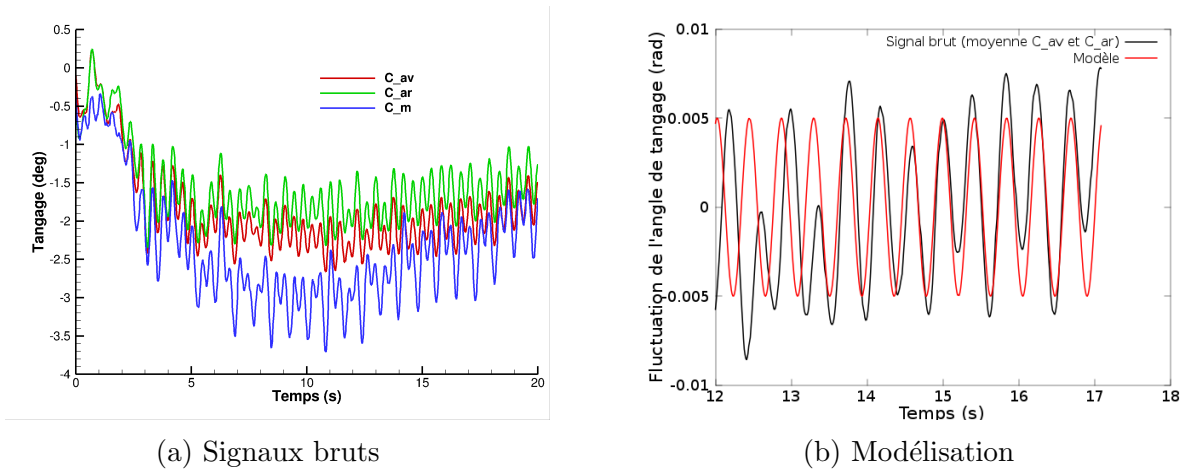 0.5
0
-0.5
-1
-1.5
-2
-2.5
-3
-3.5
-4
Tangage (deg)
C_av
C_ar
C_m
0
5
10
15
20
Temps (s)
(a) Signaux bruts
0.01
0.005
0
-0.005
-0.01
Fluctuation de l'angle de tangage (rad)
Signal brut (moyenne C_av et C_ar)
Modèle
12
13
14
15
16
17
18
Temps (s)
(b) Modélisation